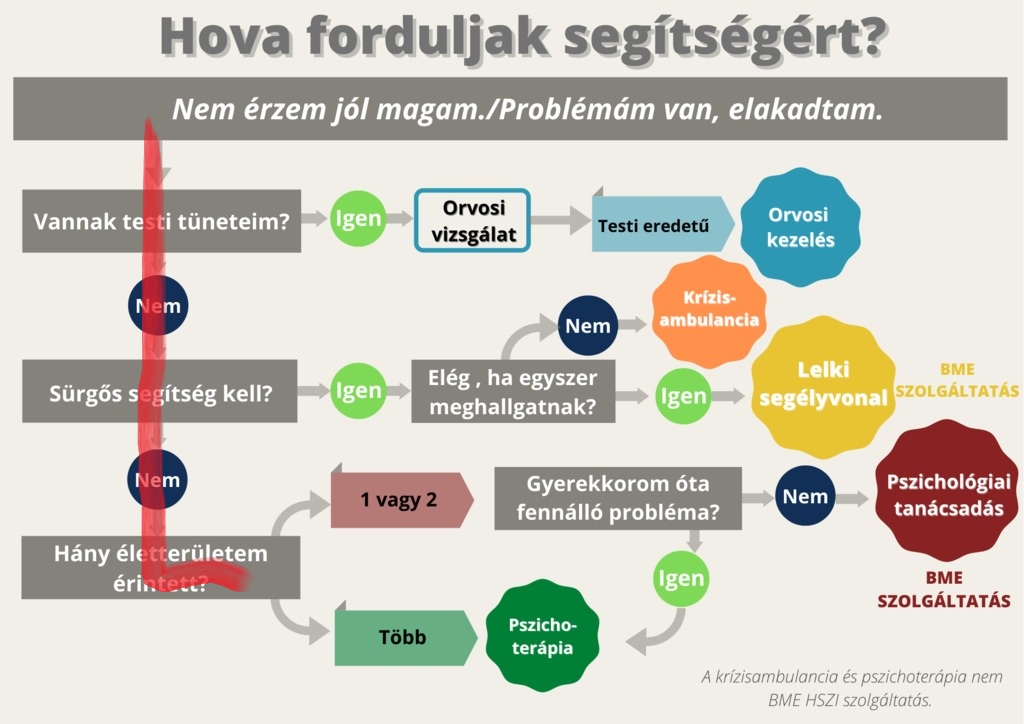 Hova forduljak segítségért?
Nem érzem jól magam./Problémám van, elakadtam.
Vannak testi tüneteim?
Igen
Orvosi
vizsgálat
Testi eredetű
Orvosi
kezelés
Nem
Sürgős segítség kell?
Igen
Elég , ha egyszer
meghallgatnak?
Nem
Krízis-
ambulancia
Igen
Lelki
segélyvonal
BME
SZOLGÁLTATÁS
Nem
Hány életterületem
érintett?
1 vagy 2
Gyerekkorom óta
fennálló probléma?
Nem
Pszichológiai
tanácsadás
BME
SZOLGÁLTATÁS
Igen
Több
Pszicho-
terápia
A krízisambulancia és pszichoterápia nem
BME HSZI szolgáltatás.